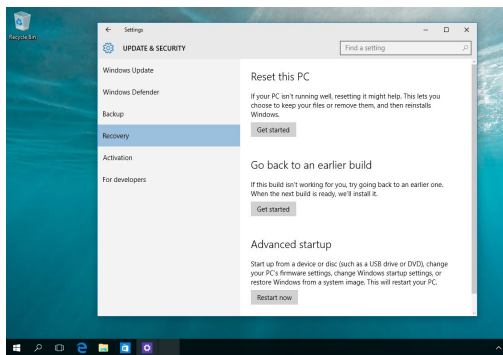 Recycle Bin
Settings
UPDATE & SECURITY
Find a setting
Windows Update
Windows Defender
Backup
Recovery
Activation
For developers
Reset this PC
If your PC isn't running well, resetting it might help. This lets you
choose to keep your files or remove them, and then reinstalls
Windows.
Get started
Go back to an earlier build
If this build isn't working for you, try going back to an earlier one.
When the next build is ready, we'll install it.
Get started
Advanced startup
Start up from a device or disc (such as a USB drive or DVD), change
your PC's firmware settings, change Windows startup settings, or
restore Windows from a system image. This will restart your PC.
Restart now